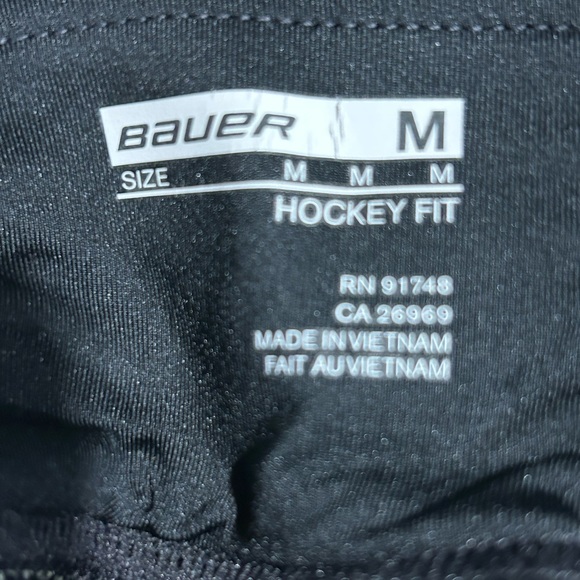 BAUER M
SIZE M M M
HOCKEY FIT
RN 91748
CA 26969
MADE IN VIETNAM
FAIT AU VIETNAM